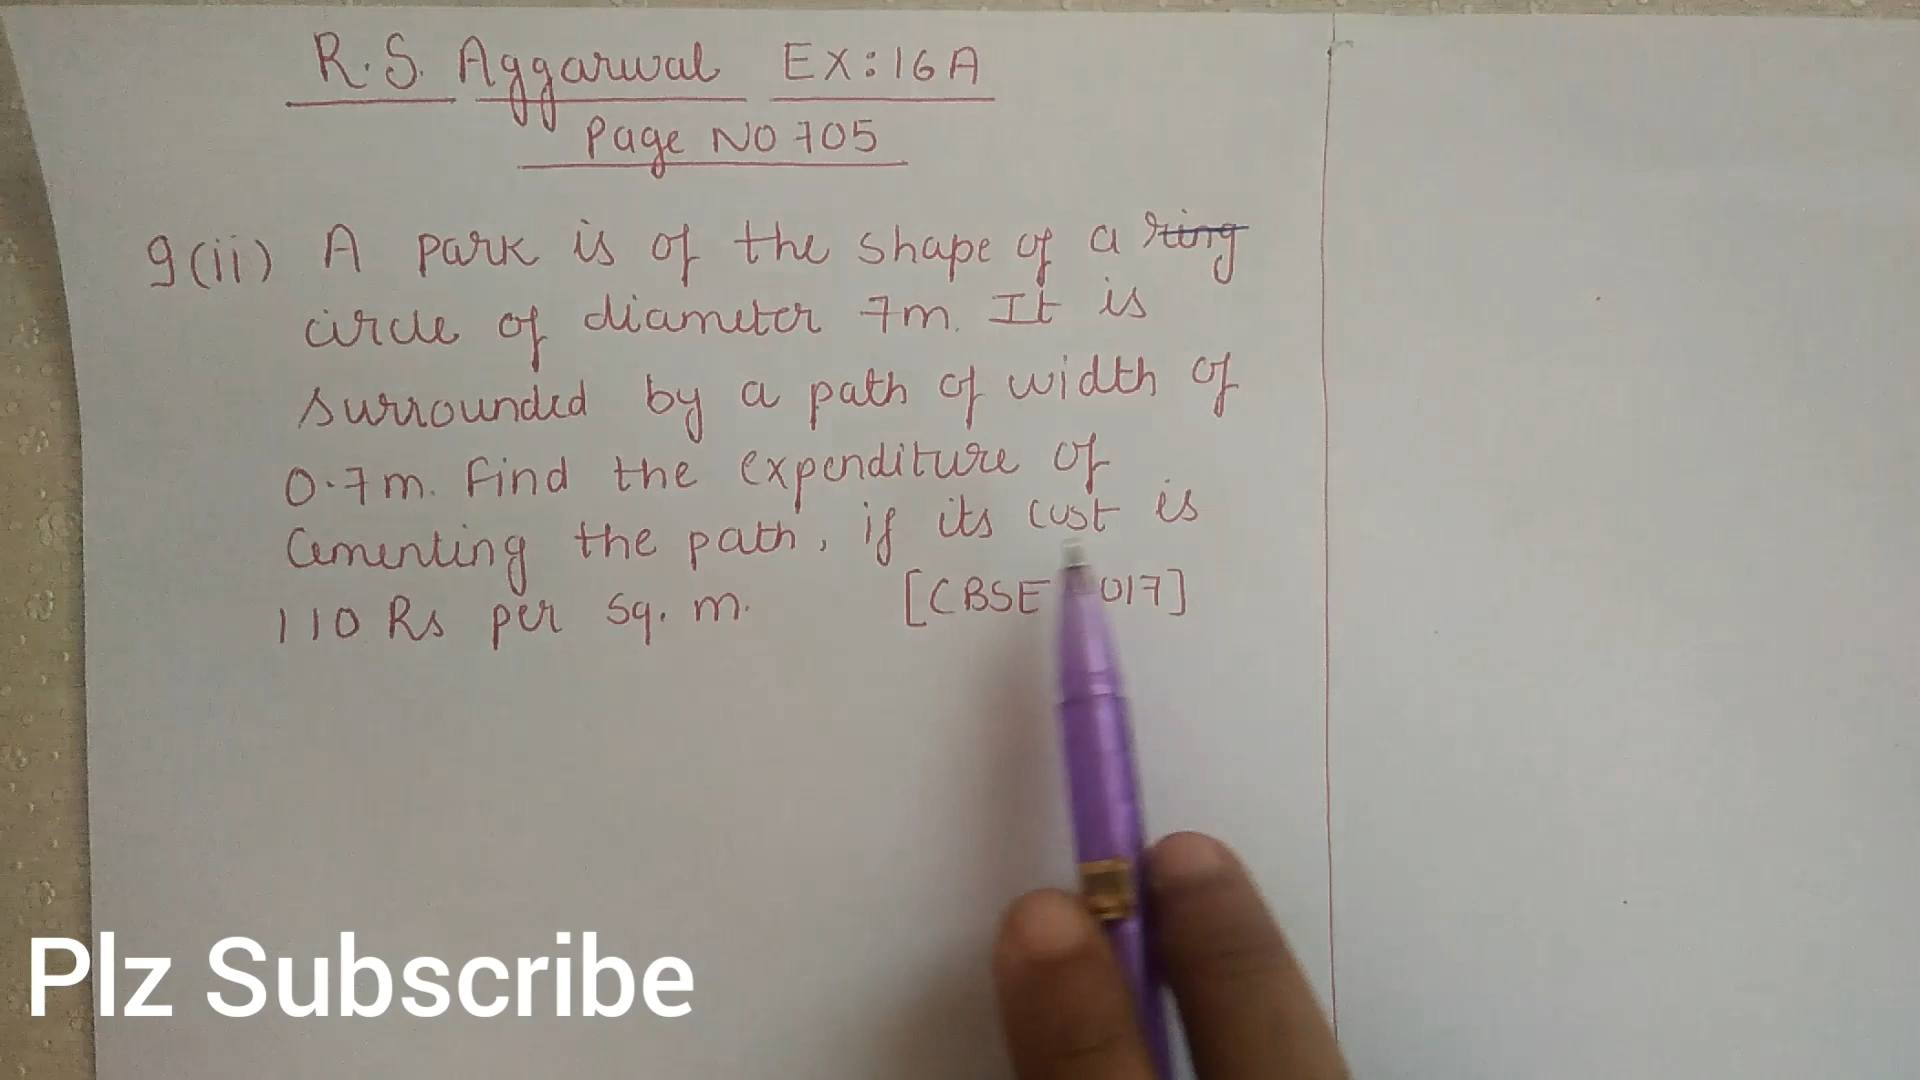 R.S. Aggarwal EX:16A
Page NO 705
9(ii) A park is of the shape of a ring
circle of diameter 7m. It is
surrounded by a path of width of
0.7m. Find the expenditure of
Cementing the path, if its cost is
110 Rs per sq. m. [CBSE 017]
Plz Subscribe